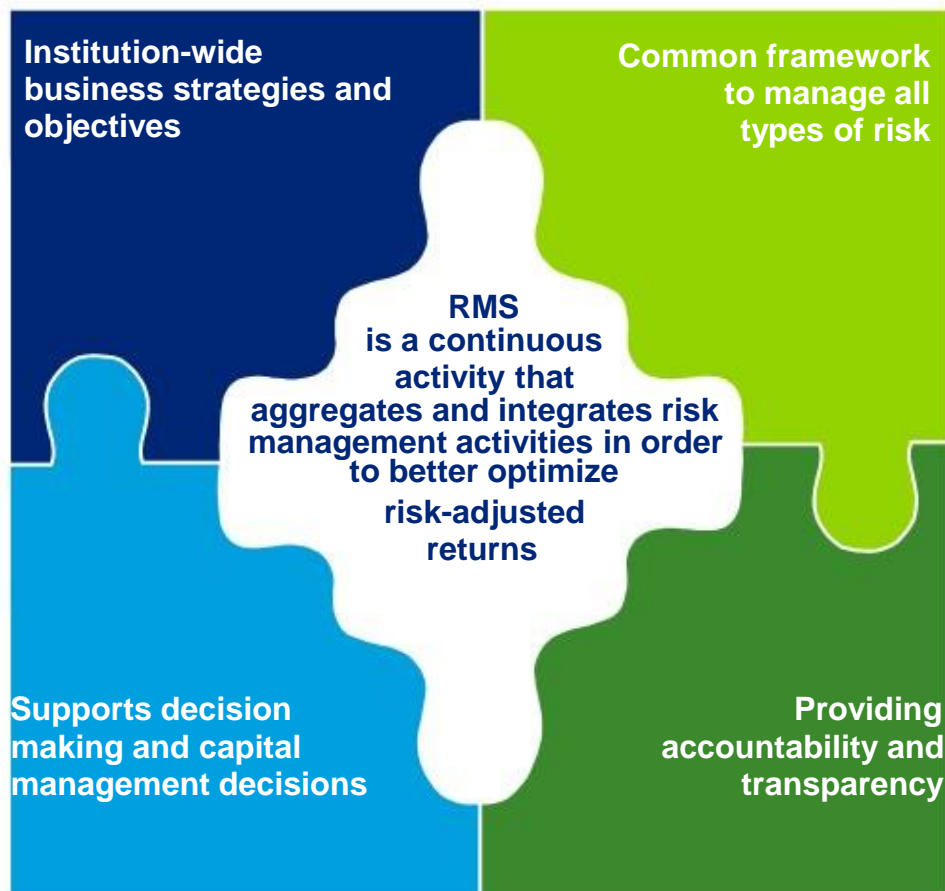 Institution-wide
business strategies and
objectives
Common framework
to manage all
types of risk
RMS
is a continuous
activity that
aggregates and integrates risk
management activities in order
to better optimize
risk-adjusted
returns
Supports decision
making and capital
management decisions
Providing
accountability and
transparency